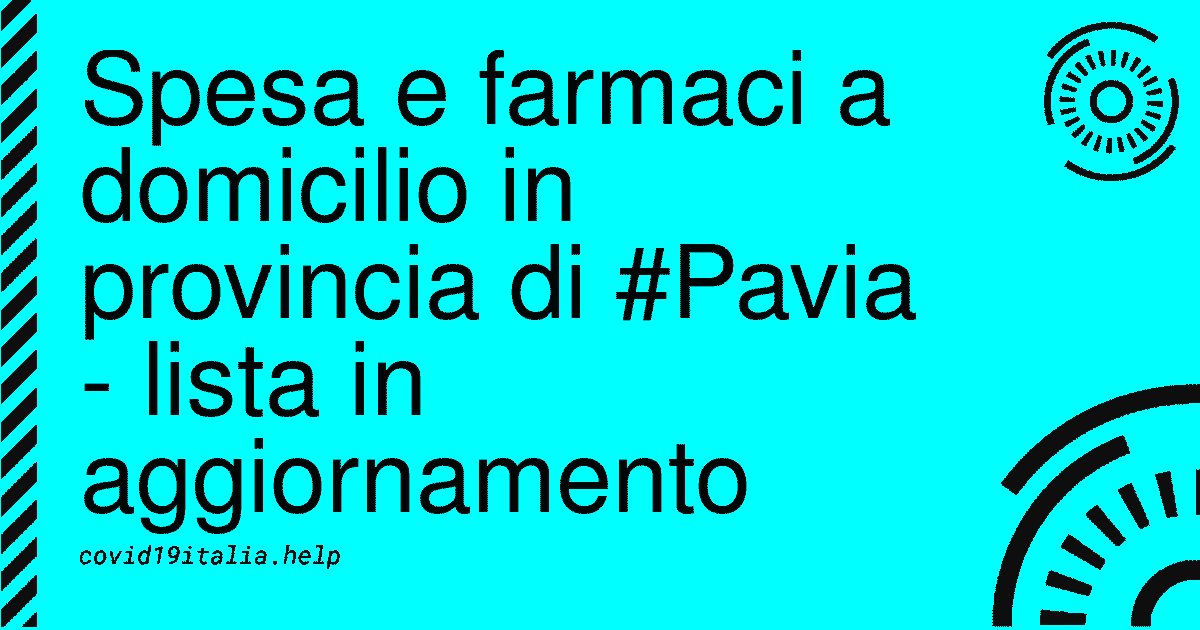 Spesa e farmaci a
domicilio in
provincia di #Pavia
- lista in
aggiornamento
covid19italia.help